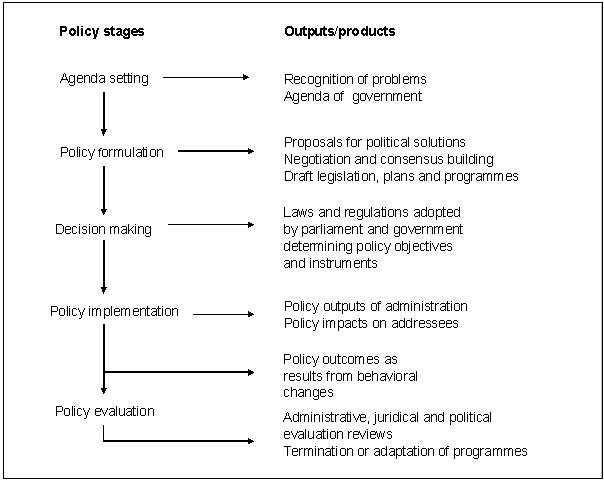 Policy stages
Outputs/products
Agenda setting
Recognition of problems
Agenda of government
Policy formulation
Proposals for political solutions
Negotiation and consensus building
Draft legislation, plans and programmes
Decision making
Laws and regulations adopted
by parliament and government
determining policy objectives
and instruments
Policy implementation
Policy outputs of administration
Policy impacts on addressees
Policy outcomes as
results from behavioral
changes
Policy evaluation
Administrative, juridical and political
evaluation reviews
Termination or adaptation of programmes